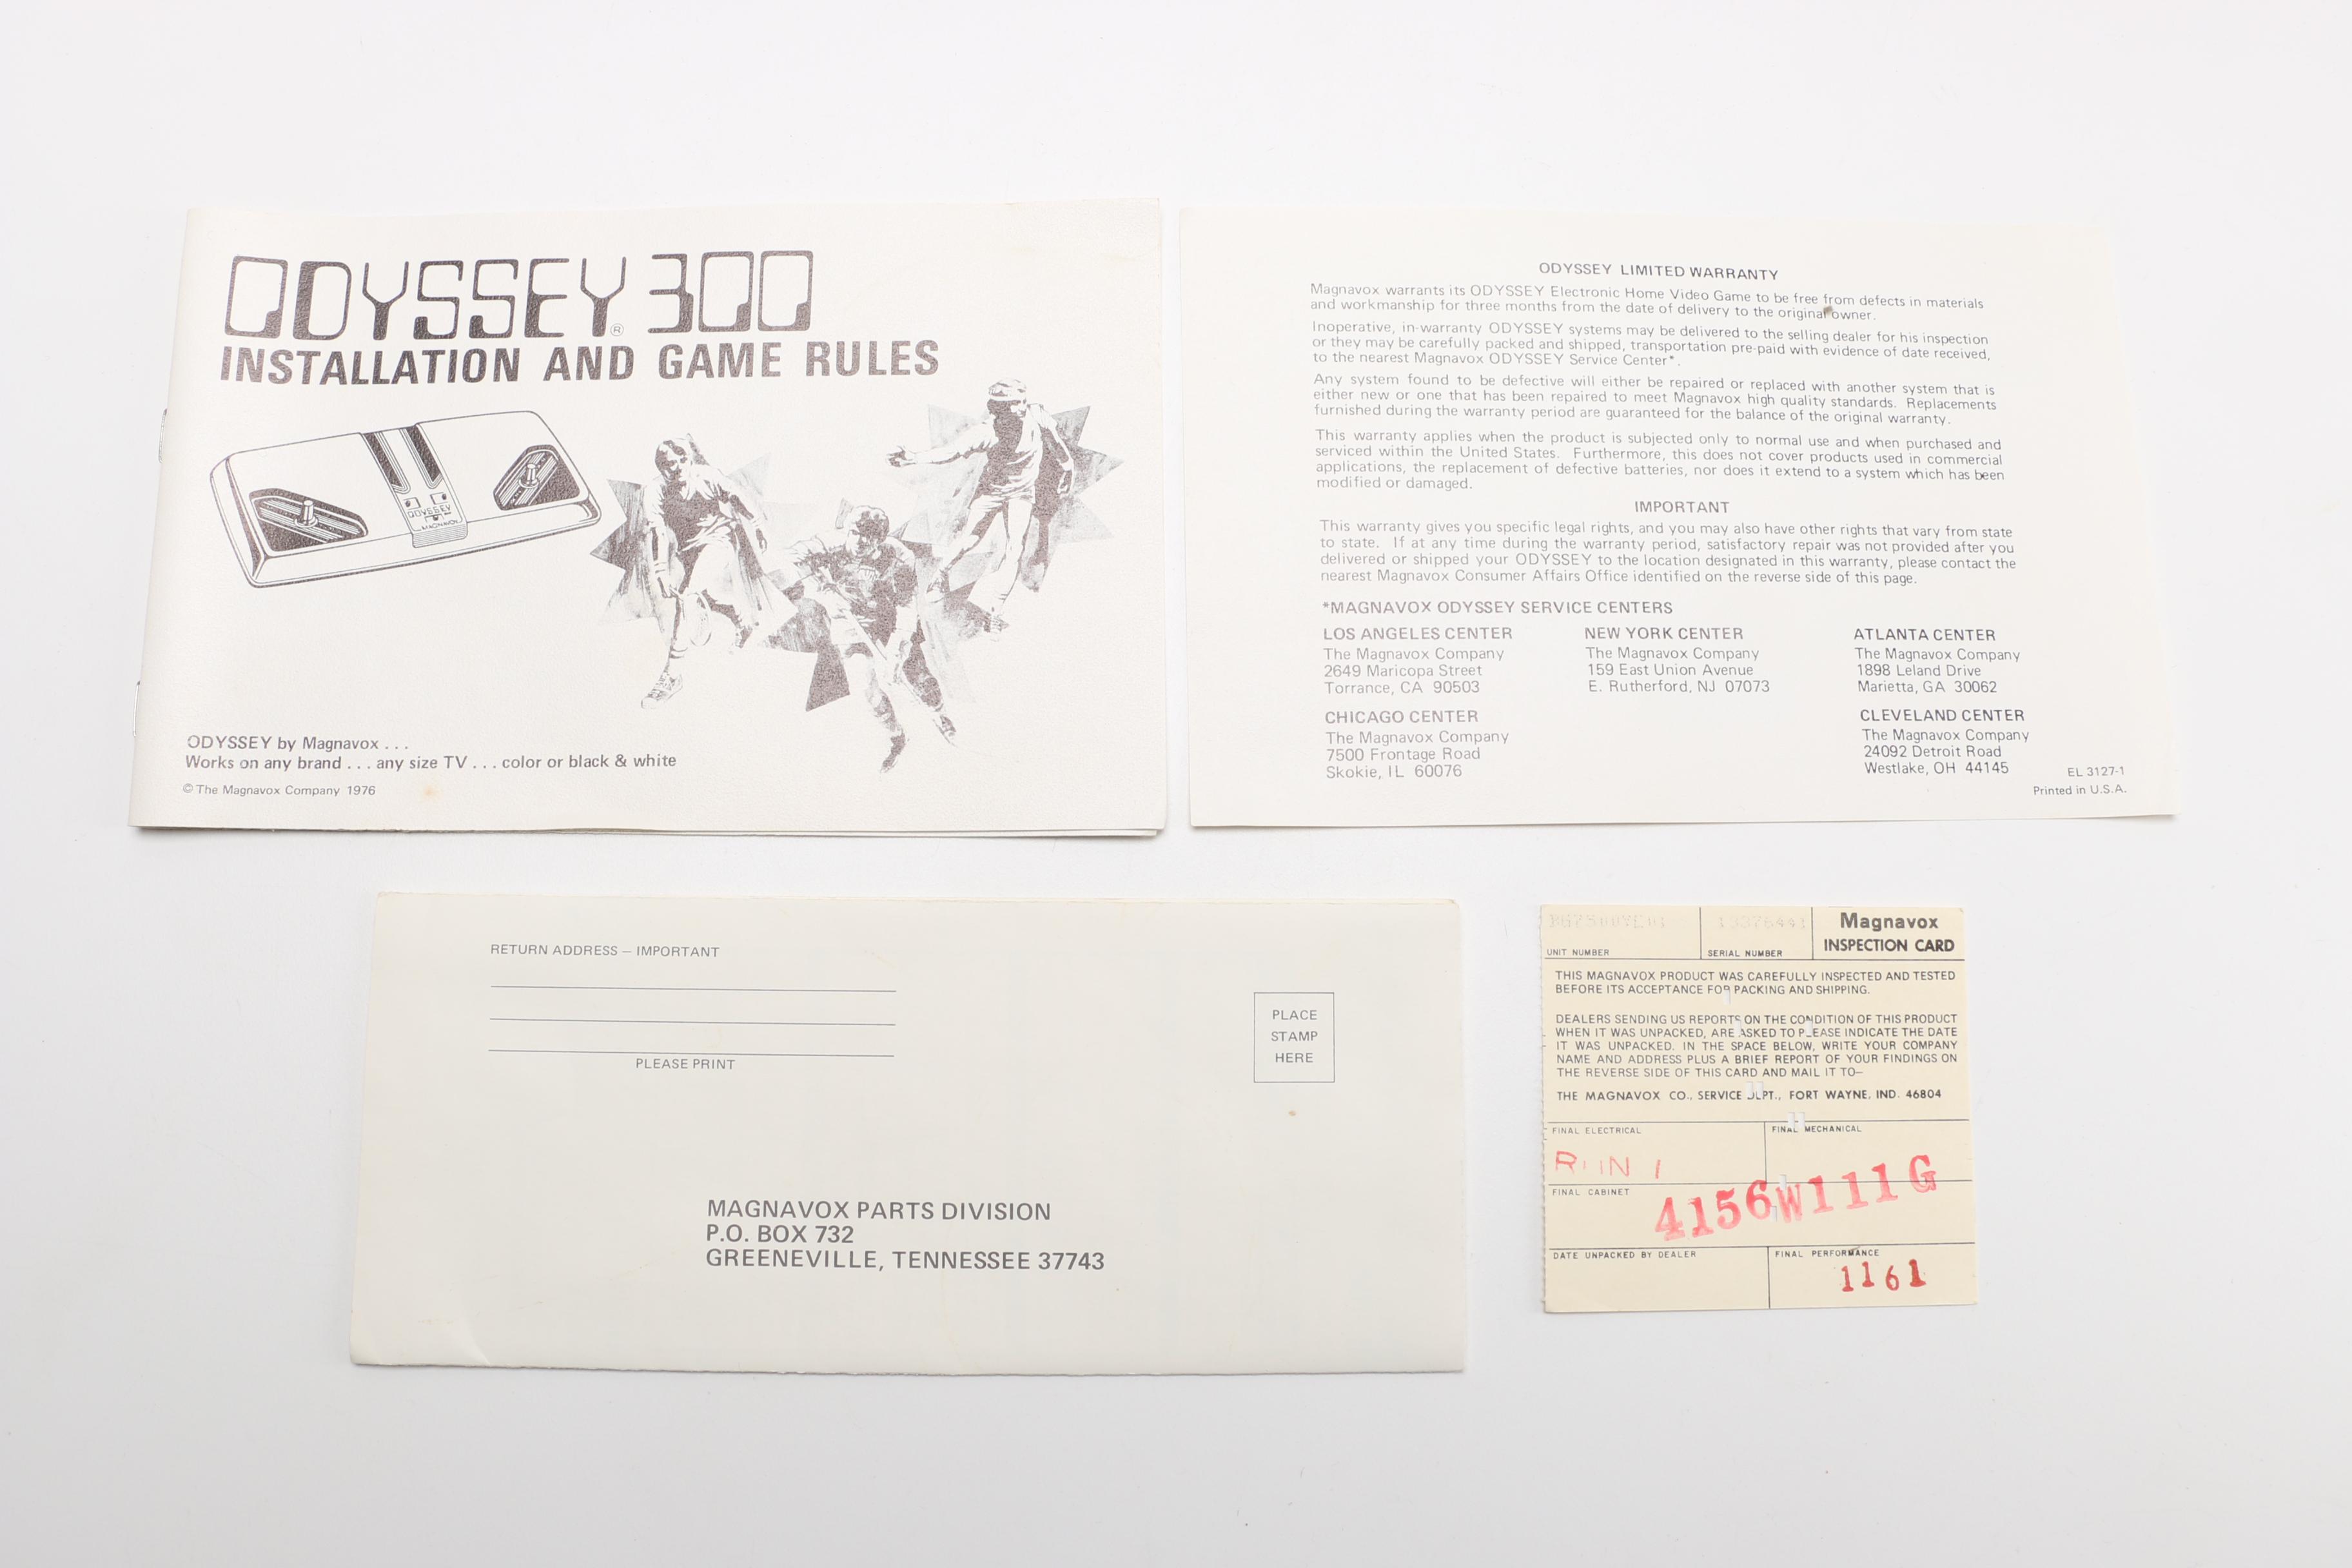 ODYSSEY 300
®
INSTALLATION AND GAME RULES
ODYSSEY
MAGNAVOX
ODYSSEY by Magnavox . . .
Works on any brand . . . any size TV . . . color or black & white
© The Magnavox Company 1976
ODYSSEY LIMITED WARRANTY
Magnavox warrants its ODYSSEY Electronic Home Video Game to be free from defects in materials
and workmanship for three months from the date of delivery to the original owner.
Inoperative, in-warranty ODYSSEY systems may be delivered to the selling dealer for his inspection
or they may be carefully packed and shipped, transportation pre-paid with evidence of date received,
to the nearest Magnavox ODYSSEY Service Center*.
Any system found to be defective will either be repaired or replaced with another system that is
either new or one that has been repaired to meet Magnavox high quality standards. Replacements
furnished during the warranty period are guaranteed for the balance of the original warranty.
This warranty applies when the product is subjected only to normal use and when purchased and
serviced within the United States. Furthermore, this does not cover products used in commercial
applications, the replacement of defective batteries, nor does it extend to a system which has been
modified or damaged.
IMPORTANT
This warranty gives you specific legal rights, and you may also have other rights that vary from state
to state. If at any time during the warranty period, satisfactory repair was not provided after you
delivered or shipped your ODYSSEY to the location designated in this warranty, please contact the
nearest Magnavox Consumer Affairs Office identified on the reverse side of this page.
*MAGNAVOX ODYSSEY SERVICE CENTERS
LOS ANGELES CENTER
The Magnavox Company
2649 Maricopa Street
Torrance, CA 90503
NEW YORK CENTER
The Magnavox Company
159 East Union Avenue
E. Rutherford, NJ 07073
ATLANTA CENTER
The Magnavox Company
1898 Leland Drive
Marietta, GA 30062
CHICAGO CENTER
The Magnavox Company
7500 Frontage Road
Skokie, IL 60076
CLEVELAND CENTER
The Magnavox Company
24092 Detroit Road
Westlake, OH 44145
EL 3127-1
Printed in U.S.A.
RETURN ADDRESS – IMPORTANT
PLEASE PRINT
PLACE
STAMP
HERE
MAGNAVOX PARTS DIVISION
P.O. BOX 732
GREENEVILLE, TENNESSEE 37743
UNIT NUMBER
SERIAL NUMBER
Magnavox
INSPECTION CARD
THIS MAGNAVOX PRODUCT WAS CAREFULLY INSPECTED AND TESTED
BEFORE ITS ACCEPTANCE FOR PACKING AND SHIPPING.
DEALERS SENDING US REPORTS ON THE CONDITION OF THIS PRODUCT
WHEN IT WAS UNPACKED, ARE ASKED TO PLEASE INDICATE THE DATE
IT WAS UNPACKED. IN THE SPACE BELOW, WRITE YOUR COMPANY
NAME AND ADDRESS PLUS A BRIEF REPORT OF YOUR FINDINGS ON
THE REVERSE SIDE OF THIS CARD AND MAIL IT TO—
THE MAGNAVOX CO., SERVICE DEPT., FORT WAYNE, IND. 46804
FINAL ELECTRICAL
RUN 1
FINAL MECHANICAL
FINAL CABINET
4156W111G
DATE UNPACKED BY DEALER
FINAL PERFORMANCE
1161